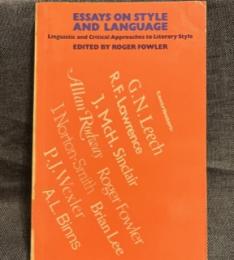 ESSAYS ON STYLE
AND LANGUAGE
Linguistic and Critical Approaches to Literary Style
EDITED BY ROGER FOWLER
G.N. Leech
R.F. Lawrence
J. McH. Sinclair
Allan Rodway
Roger Fowler
I. Norton-Smith
Brian Lee
P.J. Wexler
A.L. Binns